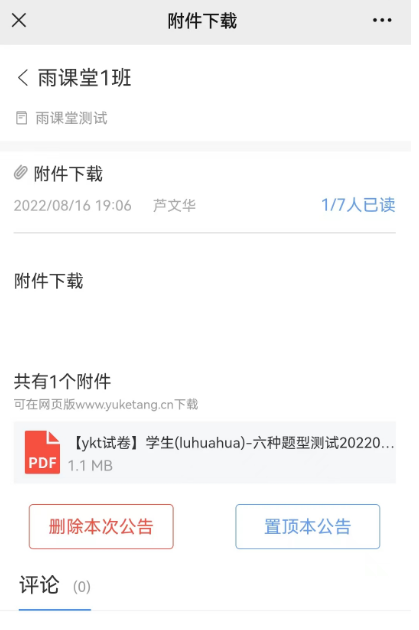 附件下载
雨课堂1班
雨课堂测试
附件下载
2022/08/16 19:06 芦文华 1/7人已读
附件下载
共有1个附件
可在网页版www.yuketang.cn下载
【ykt试卷】学生(luhuahua)-六种题型测试20220...
PDF
1.1 MB
删除本次公告 置顶本公告
评论 (0)